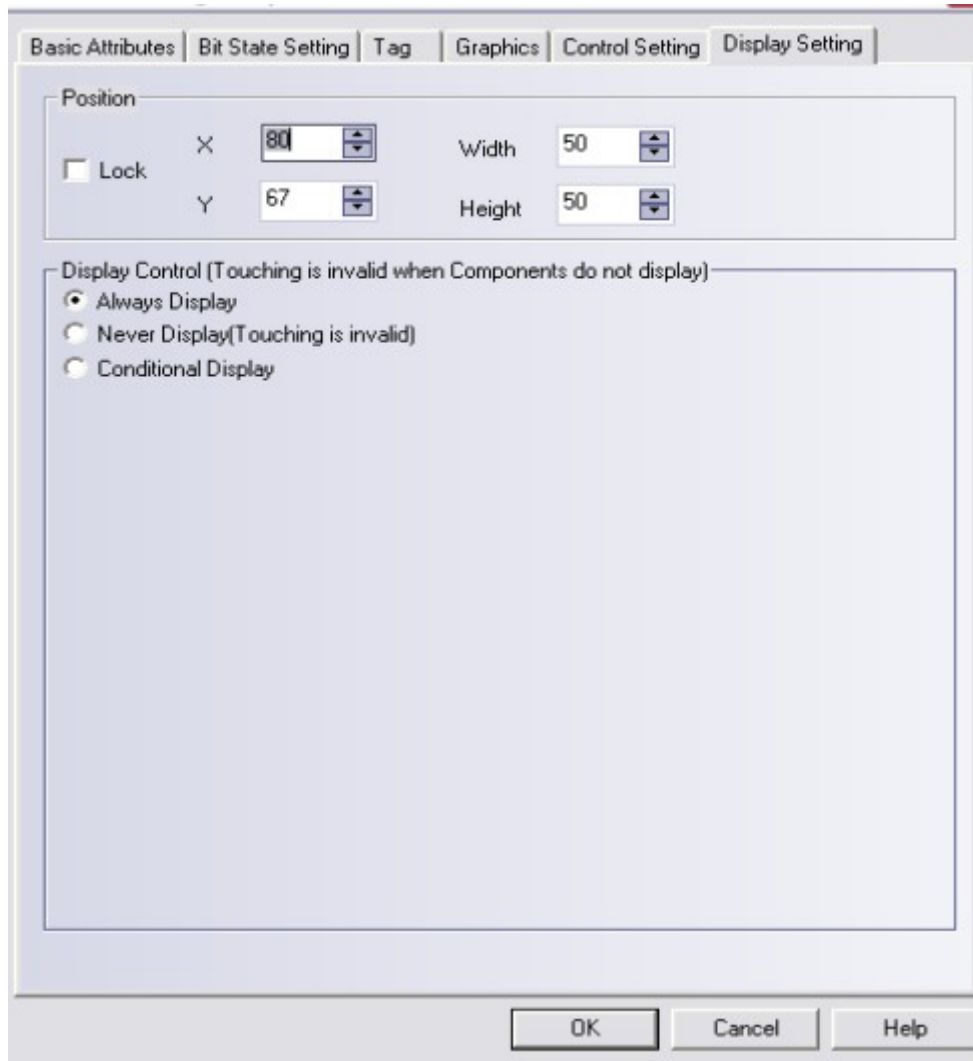 Basic Attributes Bit State Setting Tag Graphics Control Setting Display Setting
Position
X 80 Width 50
Lock
Y 67 Height 50
Display Control (Touching is invalid when Components do not display)
Always Display
Never Display(Touching is invalid)
Conditional Display
OK Cancel Help